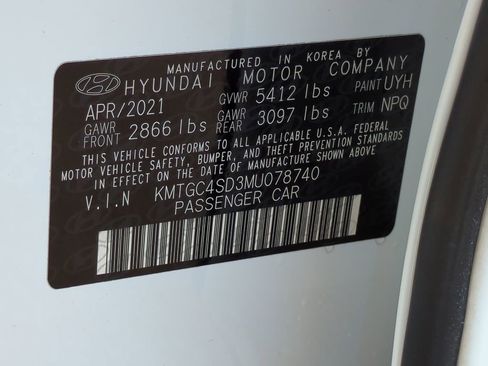 MANUFACTURED IN KOREA BY
HYUNDAI MOTOR COMPANY
APR/2021 GVWR 5412 lbs PAINT UYH
GAWR FRONT 2866 lbs GAWR REAR 3097 lbs TRIM NPQ
THIS VEHICLE CONFORMS TO ALL APPLICABLE U.S.A. FEDERAL
MOTOR VEHICLE SAFETY, BUMPER, AND THEFT PREVENTION STANDARDS
IN EFFECT ON THE DATE OF MANUFACTURE SHOWN ABOVE.
V.I.N KMTGC4SD3MU078740
PASSENGER CAR